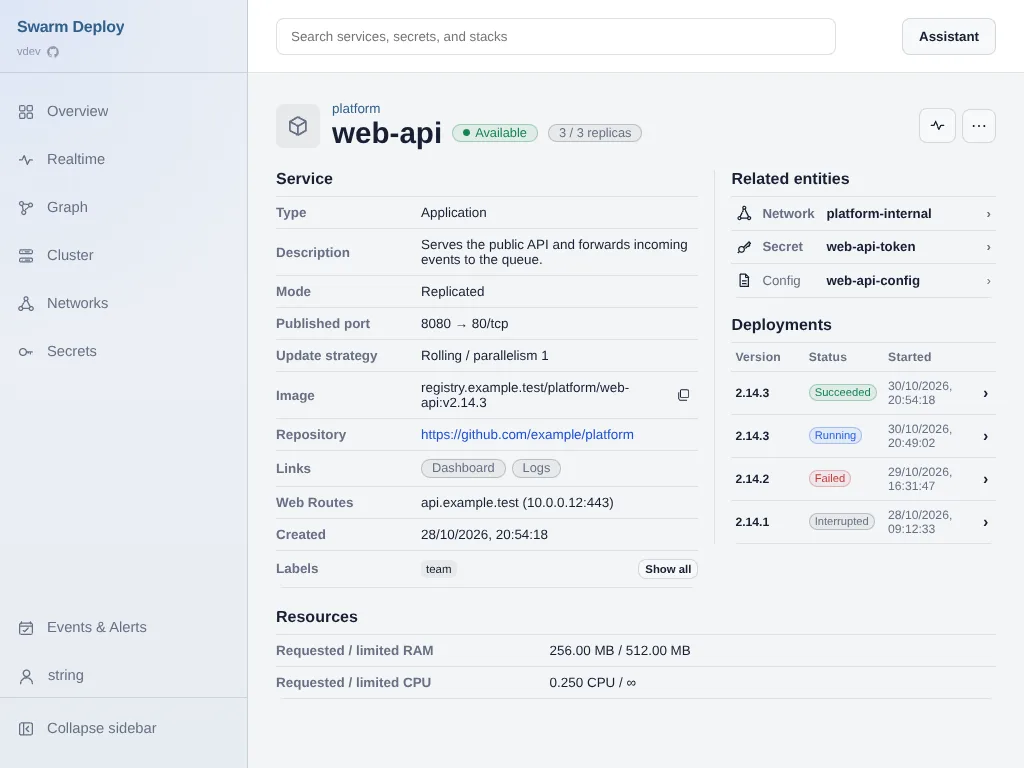 Swarm Deploy
vdev
Search services, secrets, and stacks
Assistant
Overview
Realtime
Graph
Cluster
Networks
Secrets
Events & Alerts
string
Collapse sidebar
platform
web-api
Available
3 / 3 replicas
Service
Type Application
Description Serves the public API and forwards incoming
events to the queue.
Mode Replicated
Published port 8080 → 80/tcp
Update strategy Rolling / parallelism 1
Image registry.example.test/platform/web-
api:v2.14.3
Repository https://github.com/example/platform
Links Dashboard Logs
Web Routes api.example.test (10.0.0.12:443)
Created 28/10/2026, 20:54:18
Labels team Show all
Related entities
Network platform-internal ›
Secret web-api-token ›
Config web-api-config ›
Deployments
Version Status Started
2.14.3 Succeeded 30/10/2026,
20:54:18 ›
2.14.3 Running 30/10/2026,
20:49:02 ›
2.14.2 Failed 29/10/2026,
16:31:47 ›
2.14.1 Interrupted 28/10/2026,
09:12:33 ›
Resources
Requested / limited RAM 256.00 MB / 512.00 MB
Requested / limited CPU 0.250 CPU / ∞